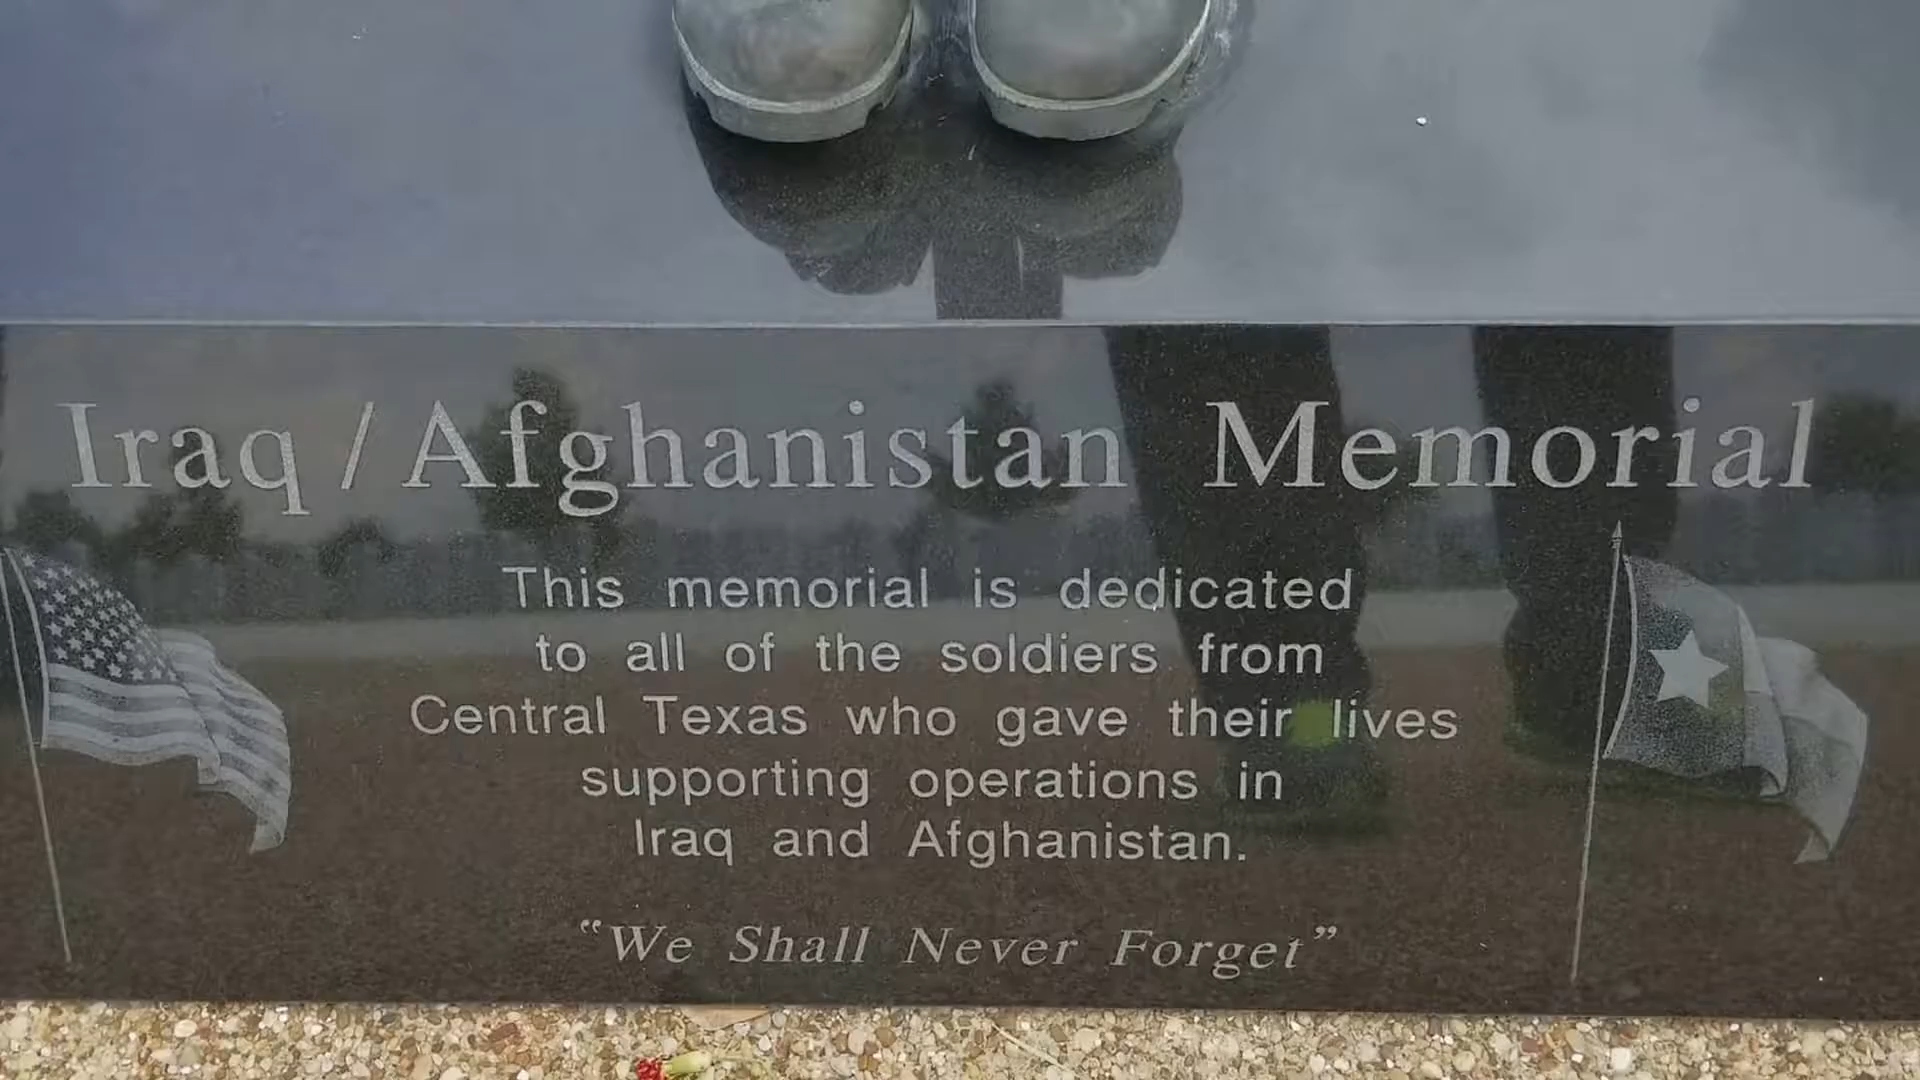 Iraq / Afghanistan Memorial
This memorial is dedicated
to all of the soldiers from
Central Texas who gave their lives
supporting operations in
Iraq and Afghanistan.
“We Shall Never Forget”